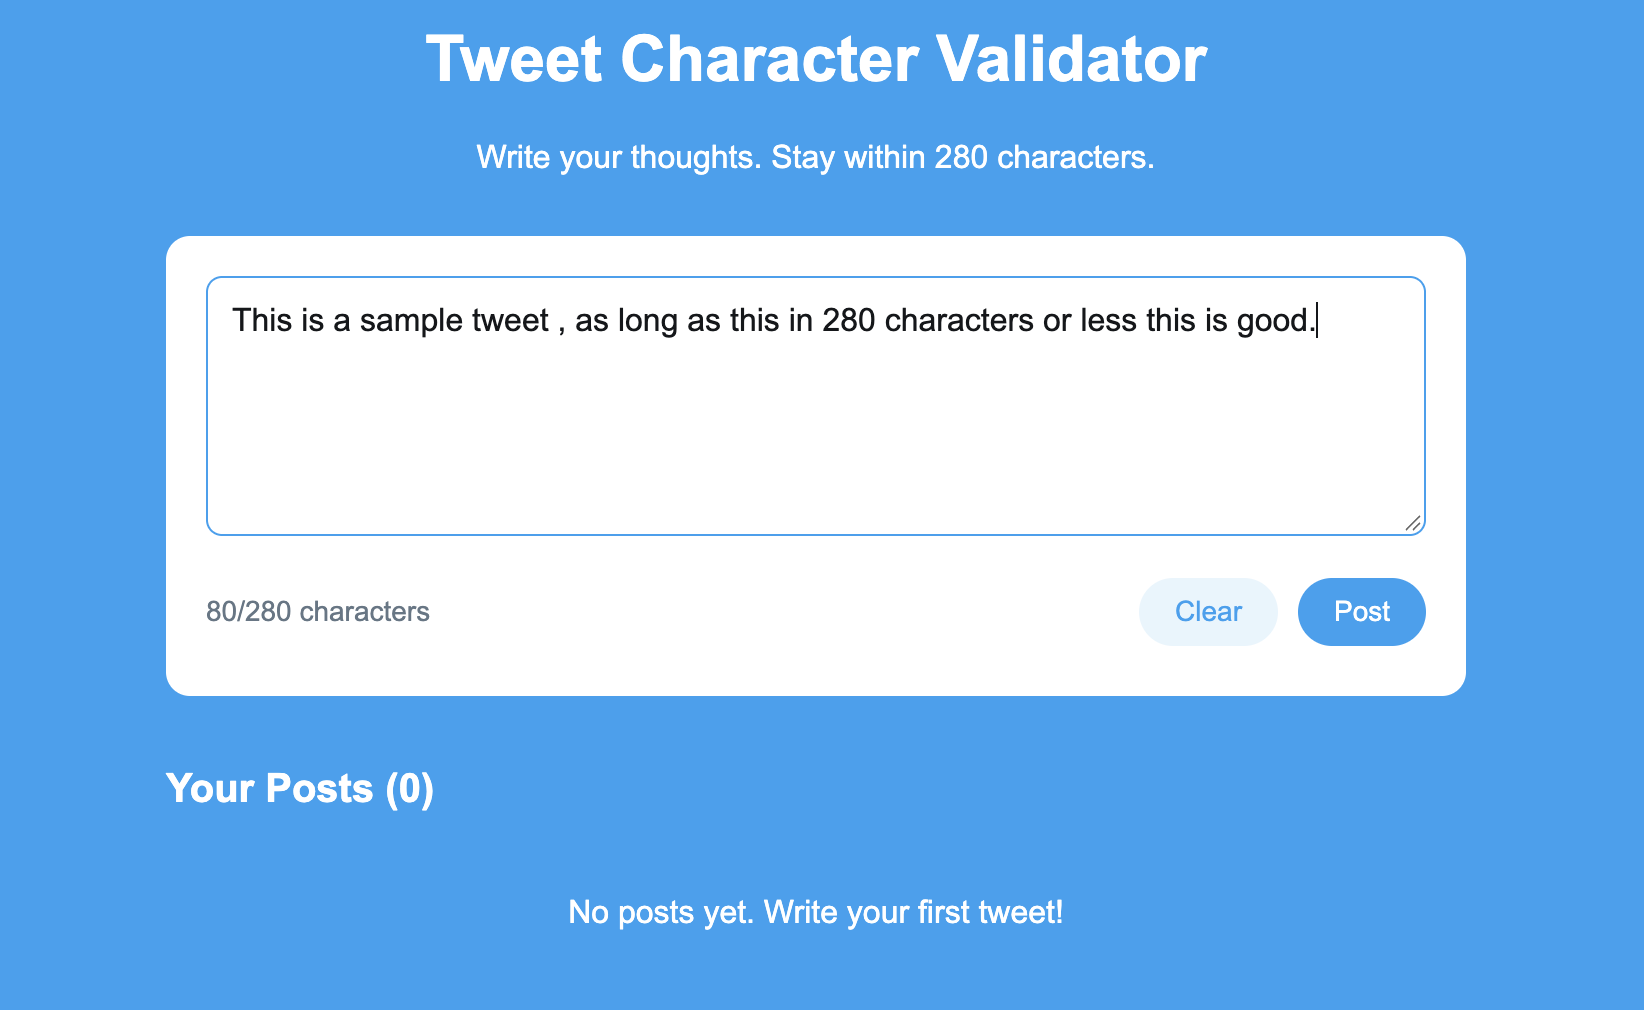 Tweet Character Validator
Write your thoughts. Stay within 280 characters.
This is a sample tweet , as long as this in 280 characters or less this is good.
80/280 characters
Clear
Post
Your Posts (0)
No posts yet. Write your first tweet!